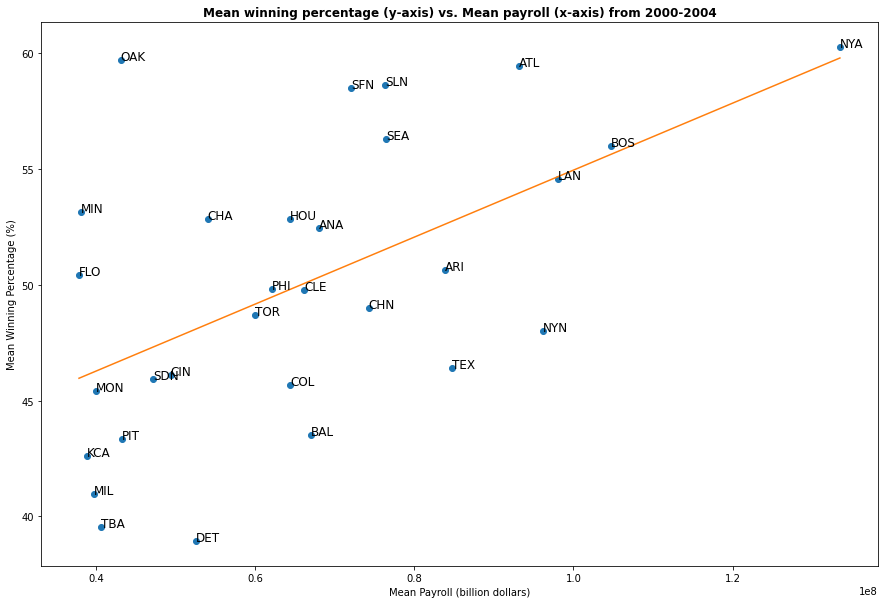 Mean winning percentage (y-axis) vs. Mean payroll (x-axis) from 2000-2004
NYA
OAK
ATL
SFN
SLN
SEA
BOS
LAN
MIN
CHA
HOU
ANA
FLO
ARI
PHI
CLE
CHN
TOR
NYN
TEX
CIN
SDN
COL
MON
BAL
PIT
KCA
MIL
TBA
DET
60
55
50
45
40
Mean Winning Percentage (%)
0.4 0.6 0.8 1.0 1.2
1e8
Mean Payroll (billion dollars)